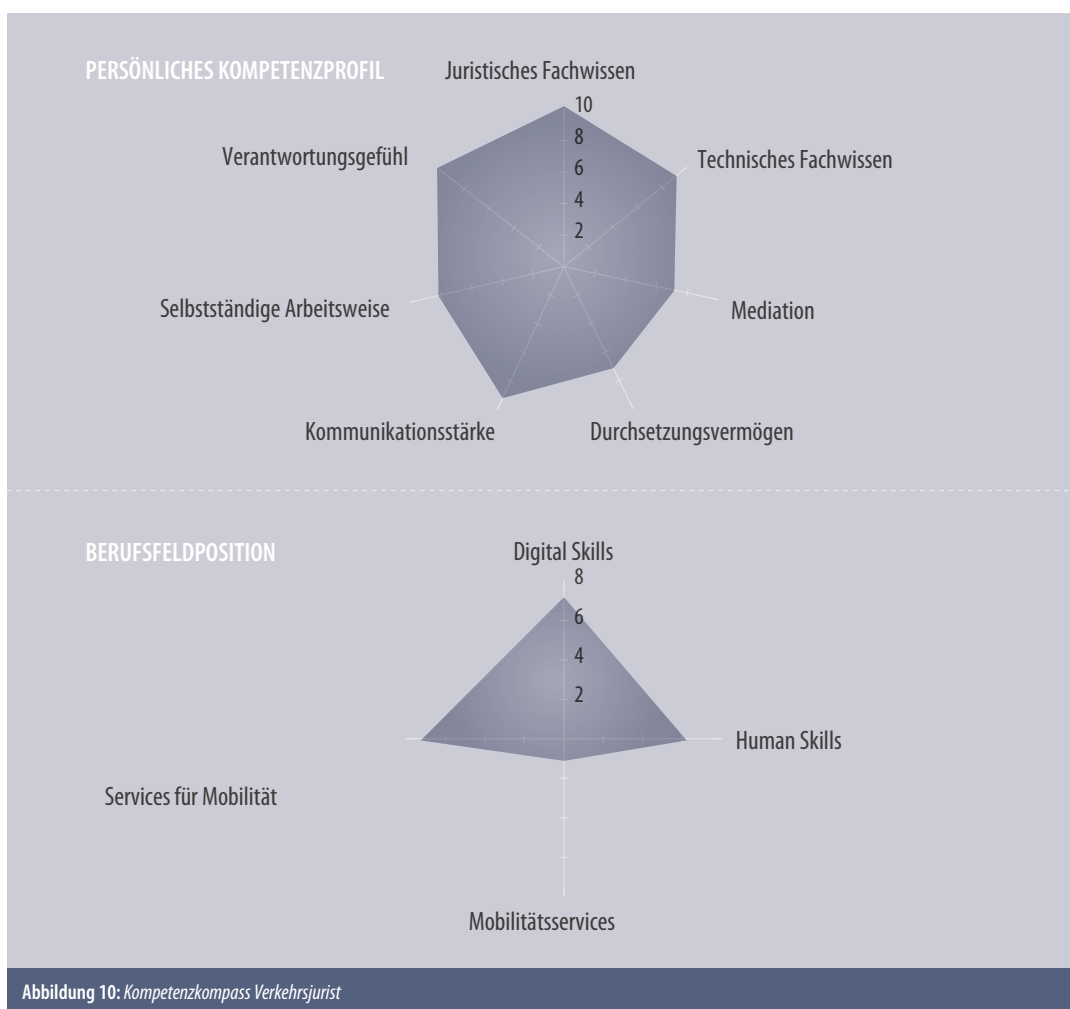 PERSÖNLICHES KOMPETENZPROFIL
Juristisches Fachwissen
10
8
6
4
2
Technisches Fachwissen
Mediation
Durchsetzungsvermögen
Kommunikationsstärke
Selbstständige Arbeitsweise
Verantwortungsgefühl
BERUFSFELDPOSITION
Digital Skills
8
6
4
2
Human Skills
Mobilitätsservices
Services für Mobilität
Abbildung 10: Kompetenzkompass Verkehrsjurist